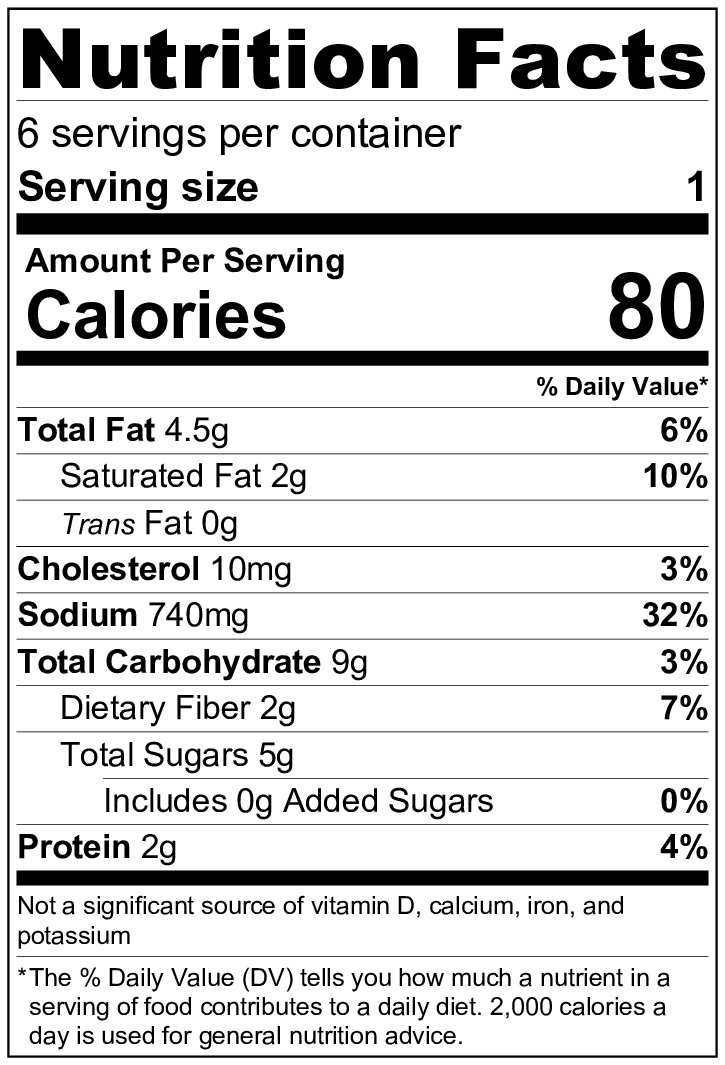 Nutrition Facts
6 servings per container
Serving size 1
Amount Per Serving
Calories 80
% Daily Value*
Total Fat 4.5g 6%
Saturated Fat 2g 10%
Trans Fat 0g
Cholesterol 10mg 3%
Sodium 740mg 32%
Total Carbohydrate 9g 3%
Dietary Fiber 2g 7%
Total Sugars 5g
Includes 0g Added Sugars 0%
Protein 2g 4%
Not a significant source of vitamin D, calcium, iron, and
potassium
*The % Daily Value (DV) tells you how much a nutrient in a
serving of food contributes to a daily diet. 2,000 calories a
day is used for general nutrition advice.